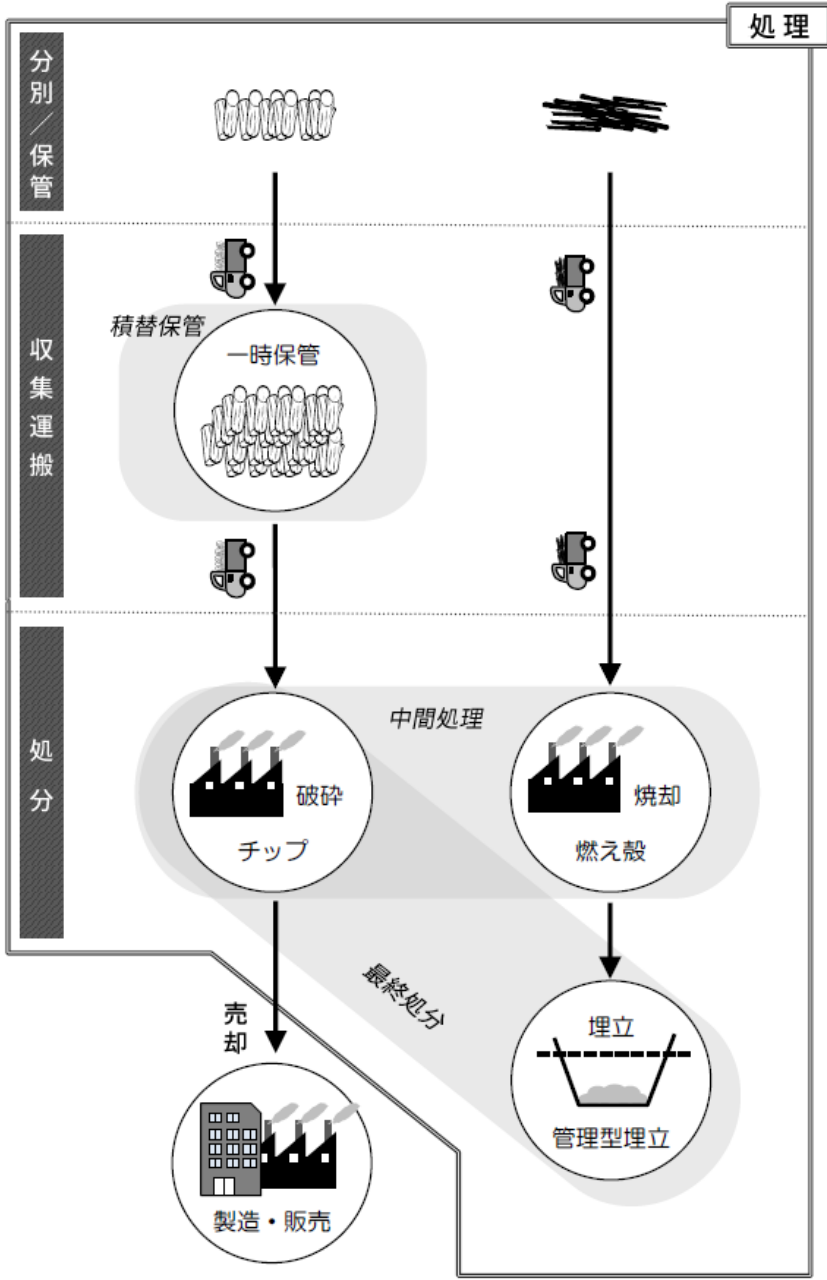 処理
分別／保管
収集運搬
積替保管
一時保管
処分
中間処理
破砕
チップ
焼却
燃え殻
最終処分
売却
埋立
管理型埋立
製造・販売